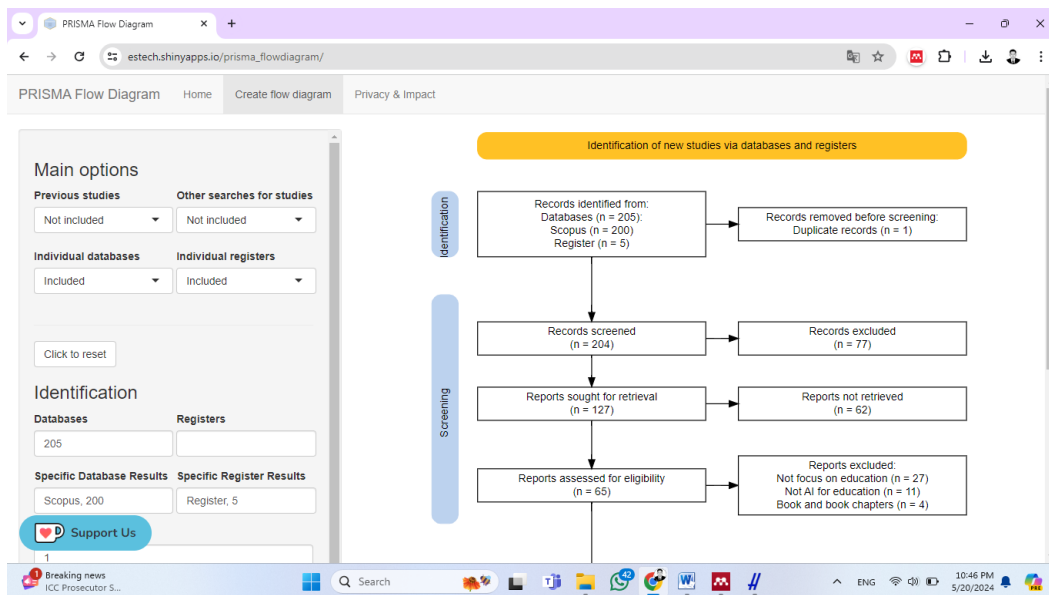 PRISMA Flow Diagram
estech.shinyapps.io/prisma_flowdiagram/
PRISMA Flow Diagram Home Create flow diagram Privacy & Impact
Main options
Previous studies Other searches for studies
Not included Not included
Individual databases Individual registers
Included Included
Click to reset
Identification
Databases Registers
205
Specific Database Results Specific Register Results
Scopus, 200 Register, 5
Support Us
1
Identification of new studies via databases and registers
Identification
Records identified from:
Databases (n = 205):
Scopus (n = 200)
Register (n = 5)
Records removed before screening:
Duplicate records (n = 1)
Screening
Records screened
(n = 204)
Records excluded
(n = 77)
Reports sought for retrieval
(n = 127)
Reports not retrieved
(n = 62)
Reports assessed for eligibility
(n = 65)
Reports excluded:
Not focus on education (n = 27)
Not AI for education (n = 11)
Book and book chapters (n = 4)
1
Breaking news
ICC Prosecutor S...
Search
42
ENG
10:46 PM
5/20/2024